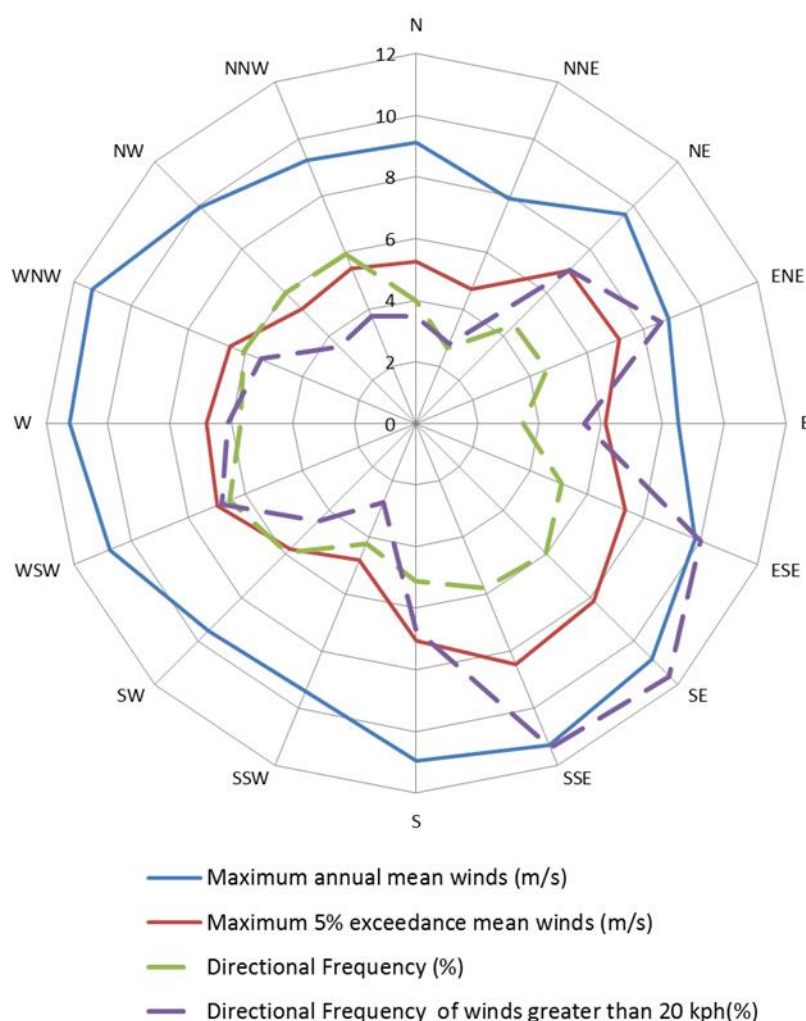 N
12
NNW
NNE
10
NW
NE
8
6
WNW
ENE
4
2
W
0
E
WSW
ESE
SW
SE
SSW
SSE
S
Maximum annual mean winds (m/s)
Maximum 5% exceedance mean winds (m/s)
Directional Frequency (%)
Directional Frequency of winds greater than 20 kph(%)